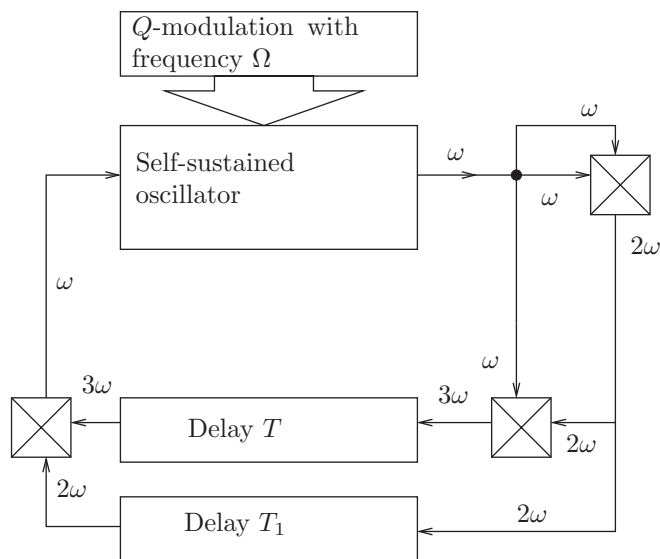 Q-modulation with
frequency Ω
Self-sustained
oscillator
ω
ω
ω
2ω
ω
ω
3ω
Delay T
3ω
2ω
2ω
Delay T₁
2ω